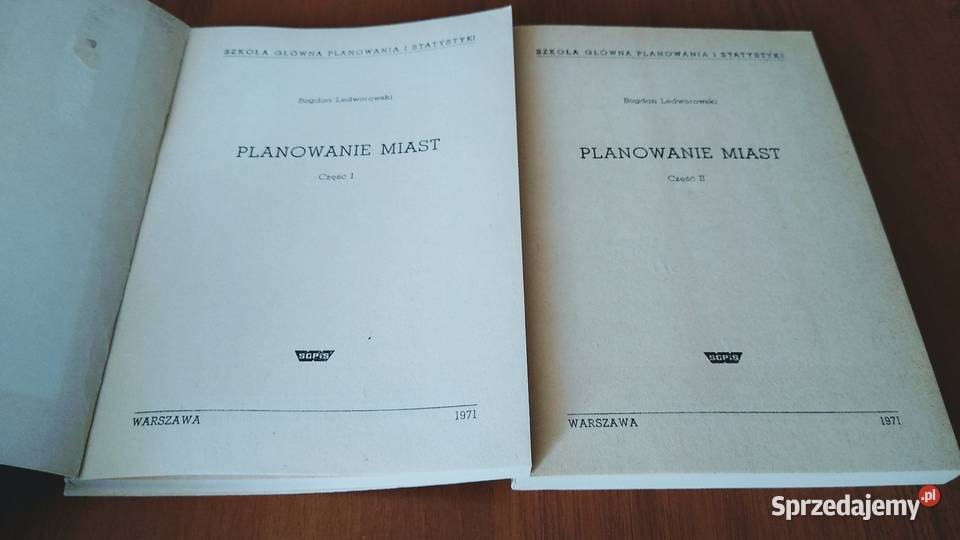 SZKOŁA GŁÓWNA PLANOWANIA I STATYSTYKI
Bogdan Ledworowski
PLANOWANIE MIAST
Część I
SGPiS
WARSZAWA 1971
SZKOŁA GŁÓWNA PLANOWANIA I STATYSTYKI
Bogdan Ledworowski
PLANOWANIE MIAST
Część II
SGPiS
WARSZAWA 1971
Sprzedajemy.pl